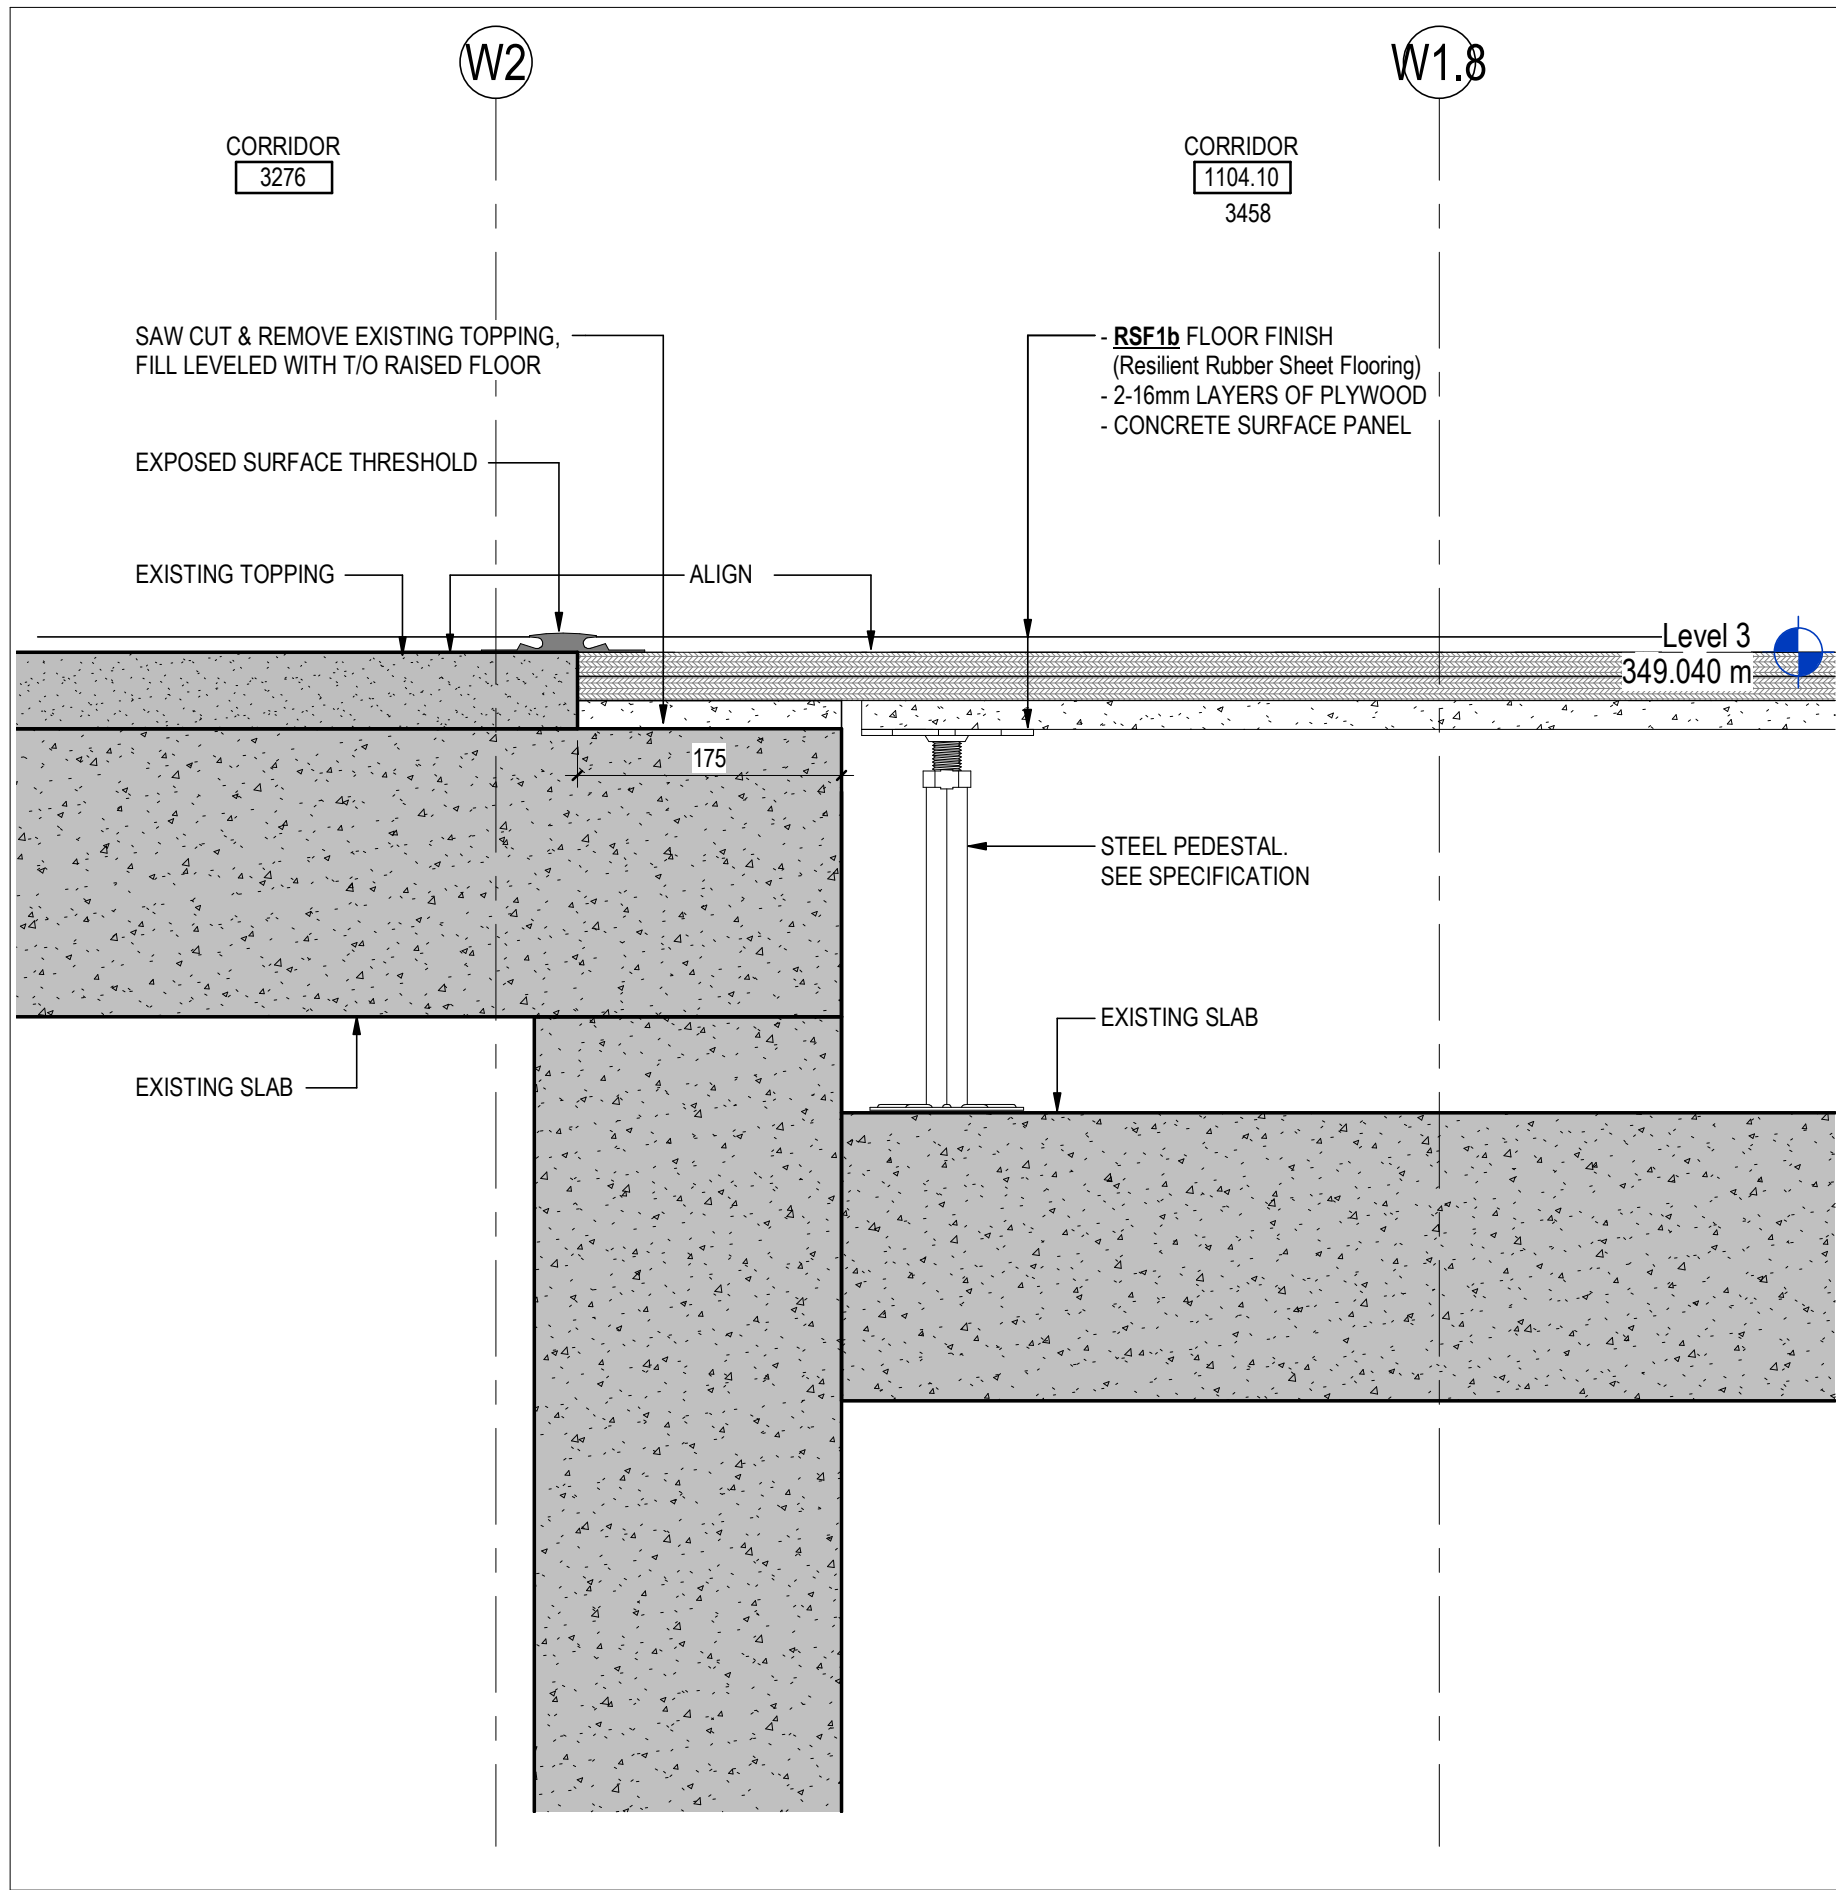 W2
W1.8
CORRIDOR
3276
CORRIDOR
1104.10
3458
SAW CUT & REMOVE EXISTING TOPPING,
FILL LEVELED WITH T/O RAISED FLOOR
- RSF1b FLOOR FINISH
(Resilient Rubber Sheet Flooring)
- 2-16mm LAYERS OF PLYWOOD
- CONCRETE SURFACE PANEL
EXPOSED SURFACE THRESHOLD
EXISTING TOPPING
ALIGN
Level 3
349.040 m
175
STEEL PEDESTAL.
SEE SPECIFICATION
EXISTING SLAB
EXISTING SLAB